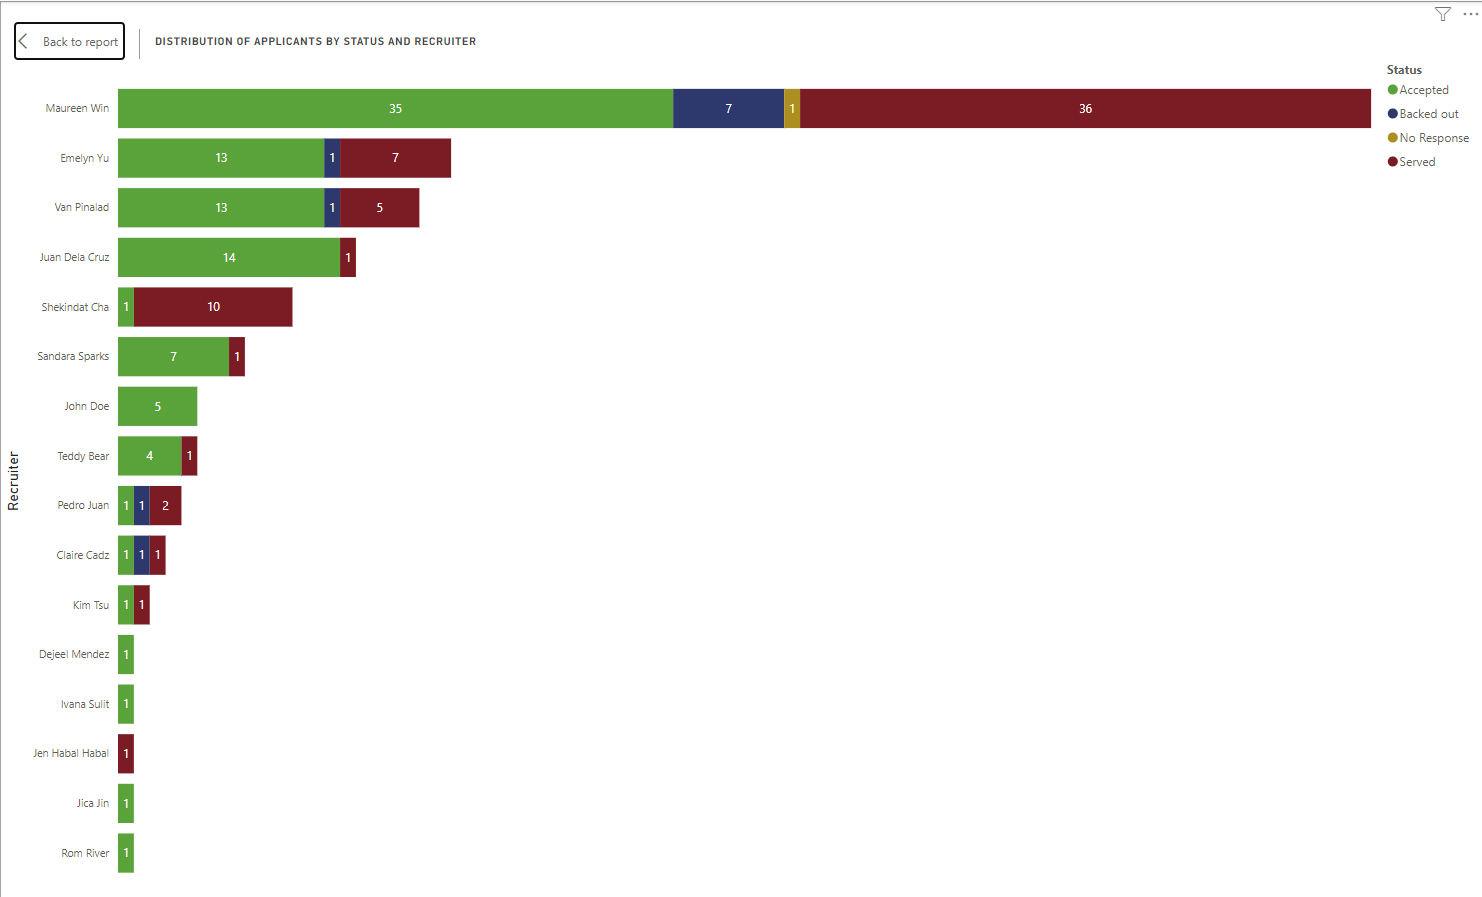 Back to report
DISTRIBUTION OF APPLICANTS BY STATUS AND RECRUITER
Status
Accepted
Backed out
No Response
Served
Recruiter
Maureen Win 35 7 1 36
Emelyn Yu 13 1 7
Van Pinalad 13 1 5
Juan Dela Cruz 14 1
Shekindat Cha 1 10
Sandara Sparks 7 1
John Doe 5
Teddy Bear 4 1
Pedro Juan 1 1 2
Claire Cadz 1 1 1
Kim Tsu 1 1
Dejeel Mendez 1
Ivana Sulit 1
Jen Habal Habal 1
Jica Jin 1
Rom River 1